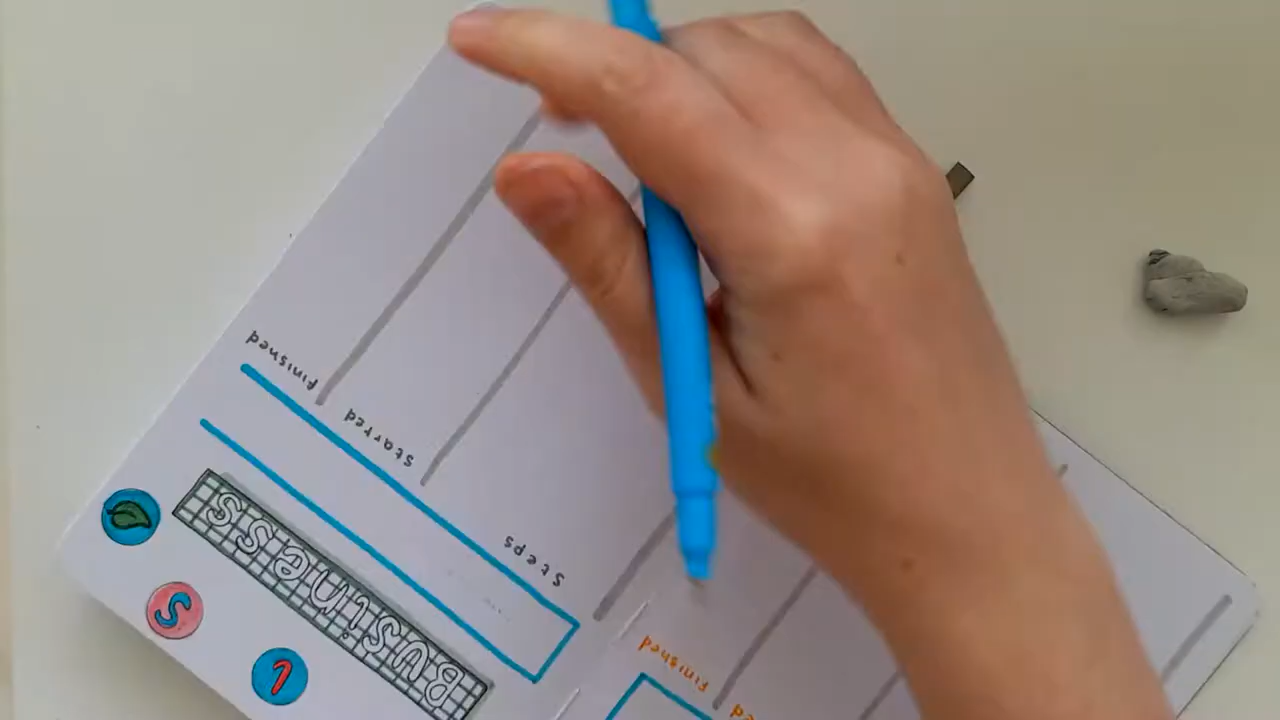 L S
Business
Steps Started Finished
Finished